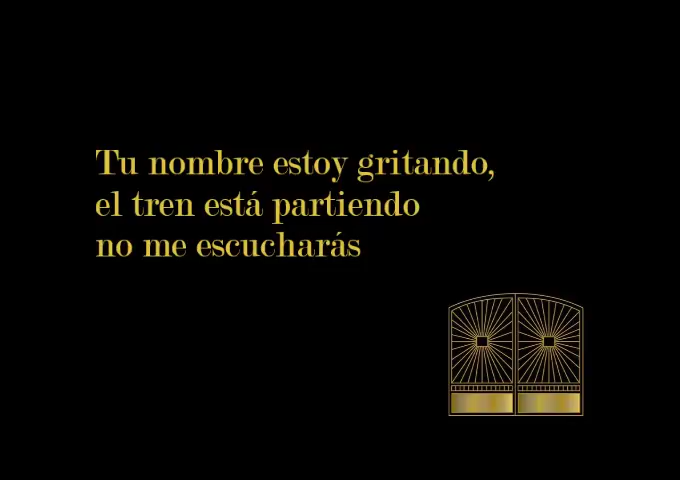 Tu nombre estoy gritando,
el tren está partiendo
no me escucharás